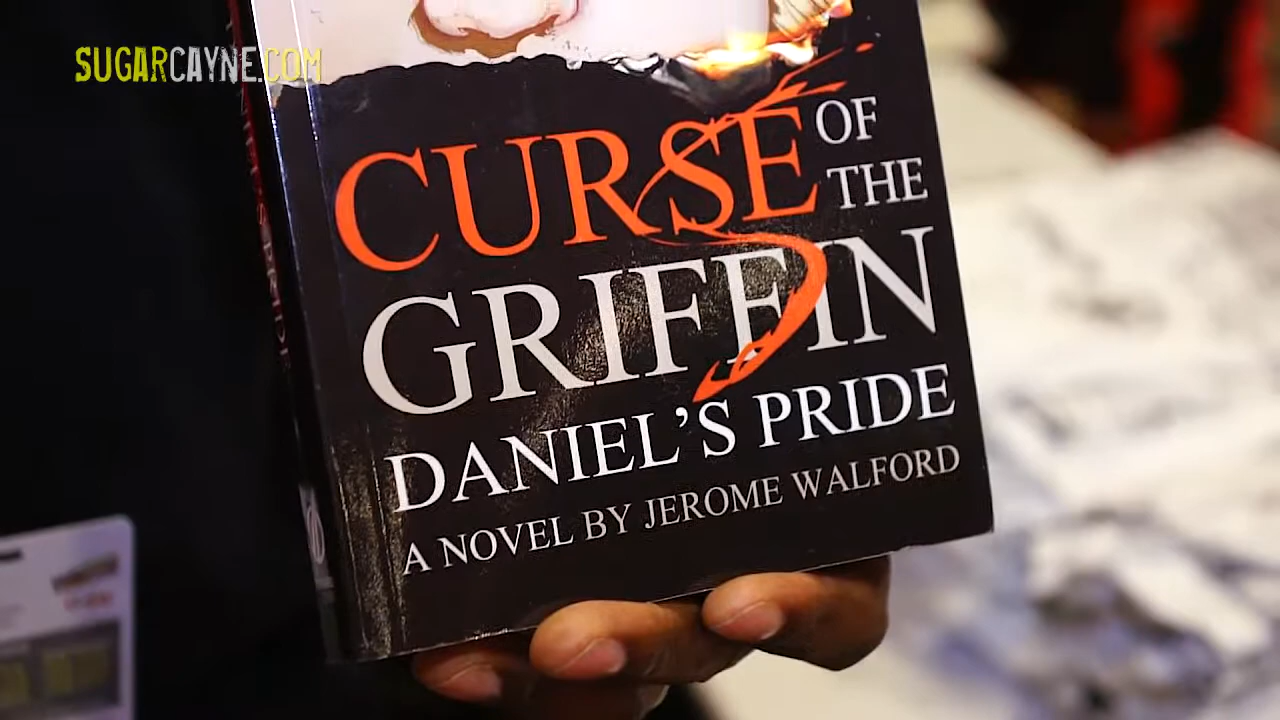 SUGARCAYNE.COM
CURSE OF THE
GRIFFIN
DANIEL'S PRIDE
A NOVEL BY JEROME WALFORD